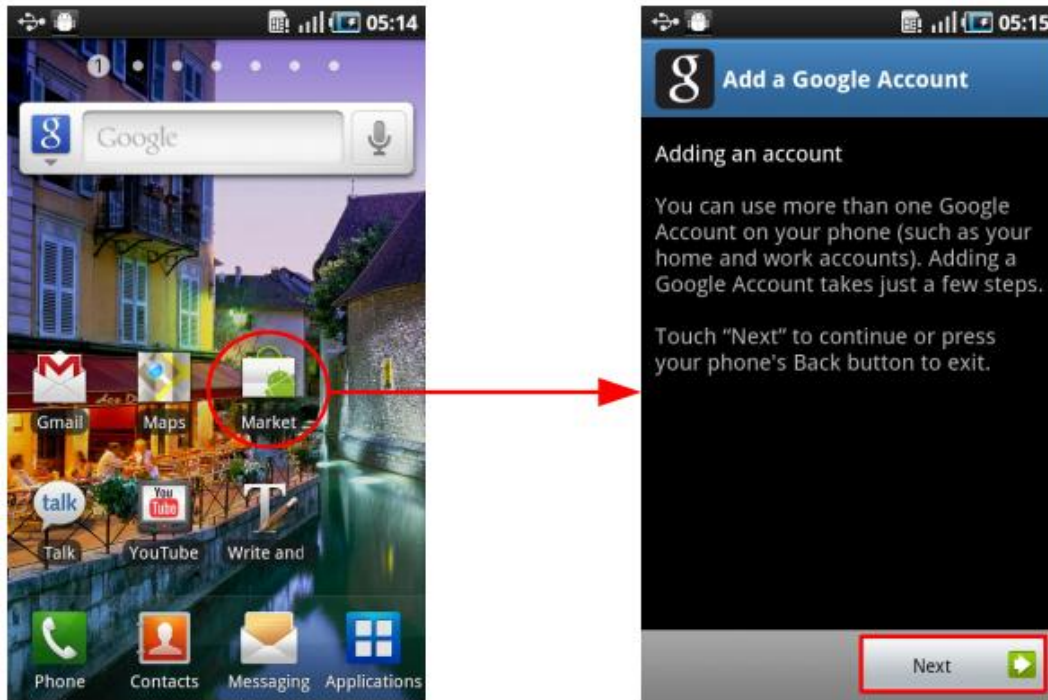 05:14
1
g Google
Gmail Maps Market
talk You Tube T
Talk YouTube Write and
Phone Contacts Messaging Applications
05:15
g Add a Google Account
Adding an account
You can use more than one Google
Account on your phone (such as your
home and work accounts). Adding a
Google Account takes just a few steps.
Touch “Next” to continue or press
your phone's Back button to exit.
Next